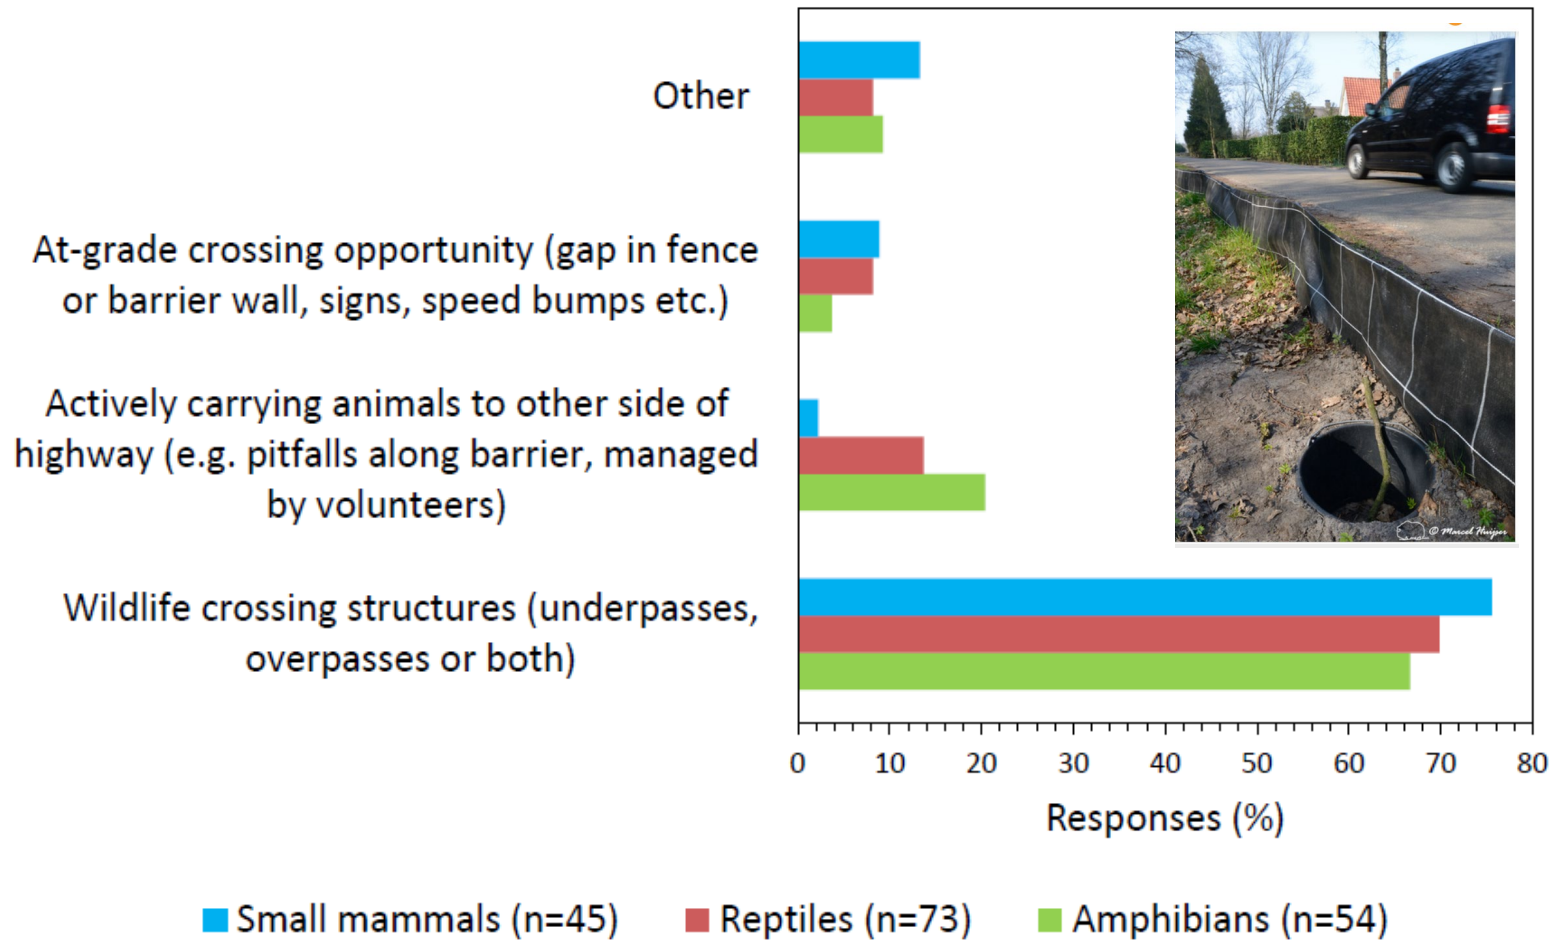 Other
At-grade crossing opportunity (gap in fence
or barrier wall, signs, speed bumps etc.)
Actively carrying animals to other side of
highway (e.g. pitfalls along barrier, managed
by volunteers)
Wildlife crossing structures (underpasses,
overpasses or both)
© Marcel Huijser
0 10 20 30 40 50 60 70 80
Responses (%)
Small mammals (n=45) Reptiles (n=73) Amphibians (n=54)